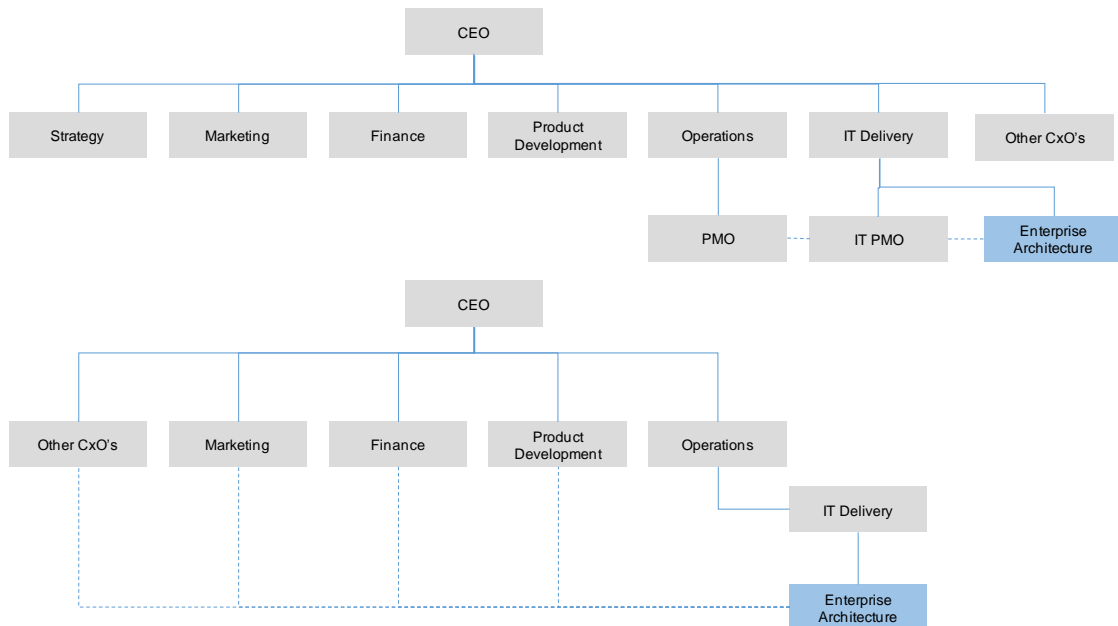 CEO
Strategy
Marketing
Finance
Product
Development
Operations
IT Delivery
Other CxO's
PMO
IT PMO
Enterprise
Architecture
CEO
Other CxO's
Marketing
Finance
Product
Development
Operations
IT Delivery
Enterprise
Architecture